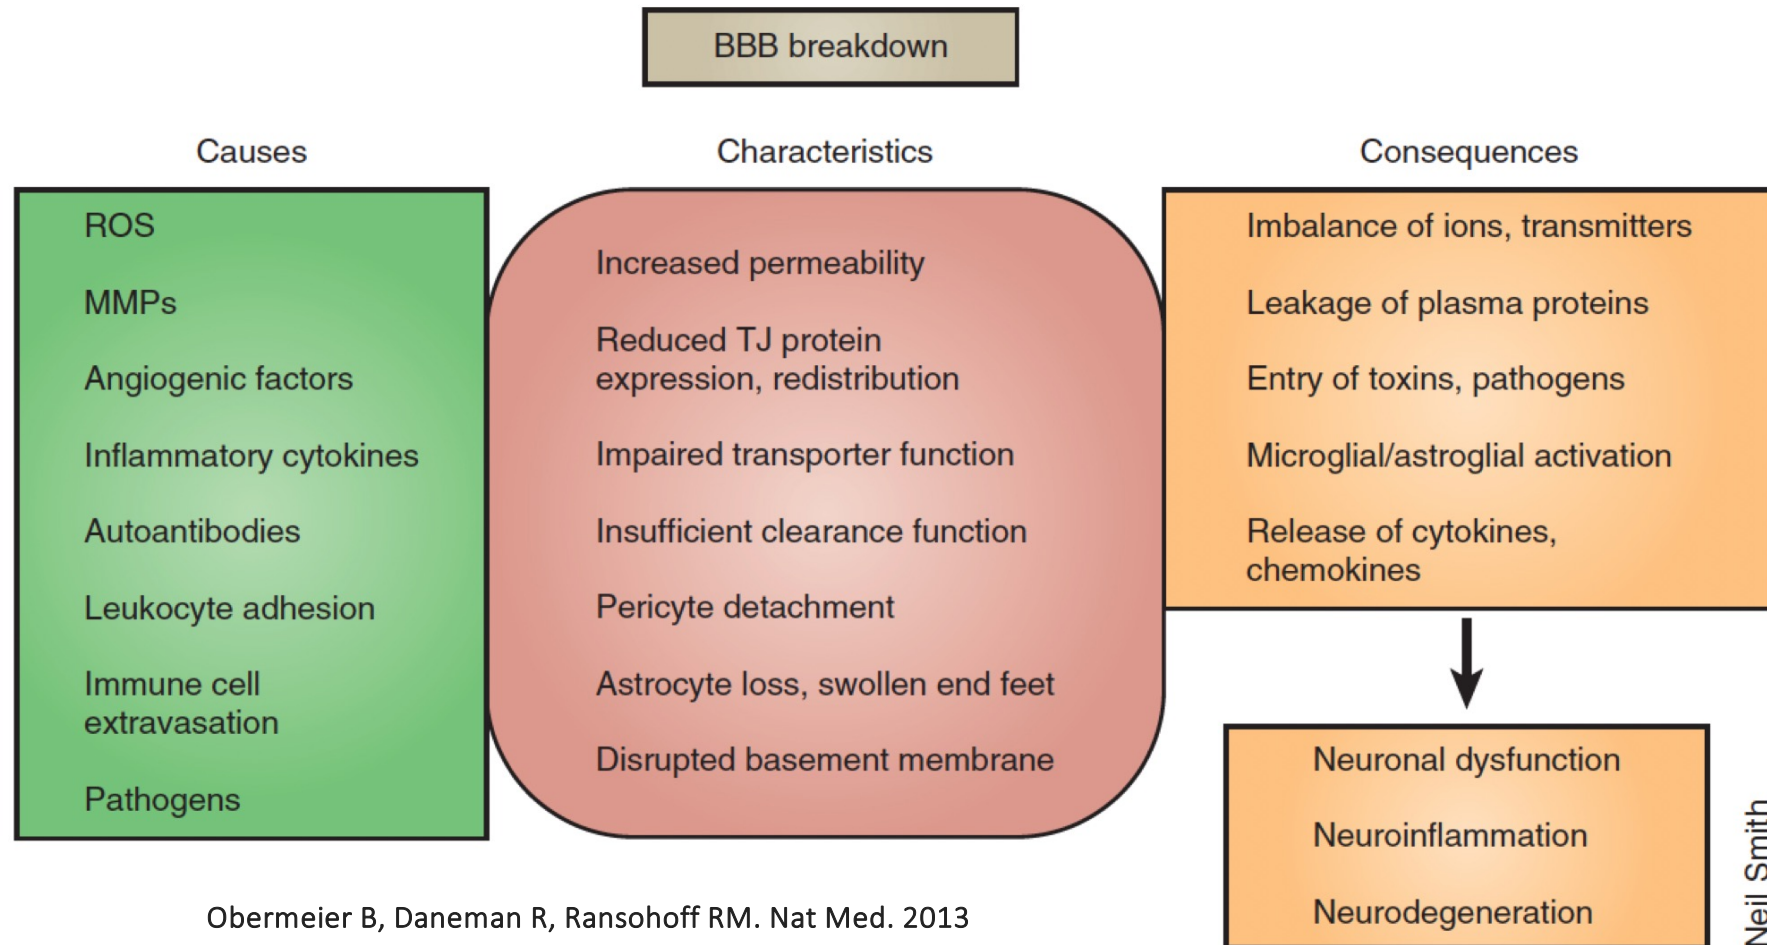 BBB breakdown
Causes
ROS
MMPs
Angiogenic factors
Inflammatory cytokines
Autoantibodies
Leukocyte adhesion
Immune cell
extravasation
Pathogens
Characteristics
Increased permeability
Reduced TJ protein
expression, redistribution
Impaired transporter function
Insufficient clearance function
Pericyte detachment
Astrocyte loss, swollen end feet
Disrupted basement membrane
Consequences
Imbalance of ions, transmitters
Leakage of plasma proteins
Entry of toxins, pathogens
Microglial/astroglial activation
Release of cytokines,
chemokines
Neuronal dysfunction
Neuroinflammation
Neurodegeneration
Neil Smith
Obermeier B, Daneman R, Ransohoff RM. Nat Med. 2013